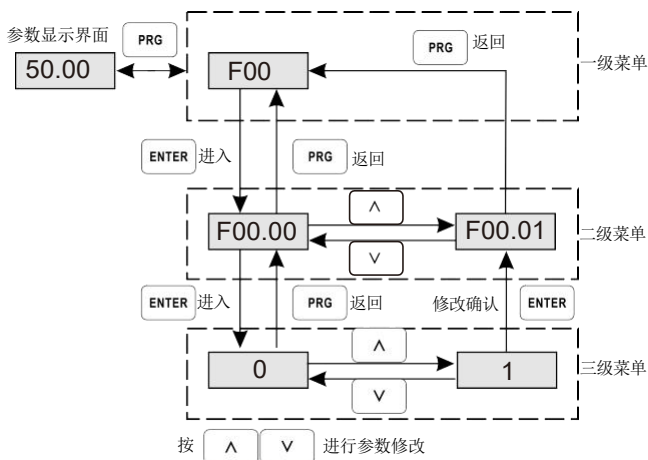 参数显示界面 PRG
50.00
F00
PRG 返回
一级菜单
ENTER 进入
PRG 返回
F00.00
∧
∨
F00.01
二级菜单
ENTER 进入
PRG 返回
修改确认 ENTER
0
∧
∨
1
三级菜单
按 ∧ ∨ 进行参数修改